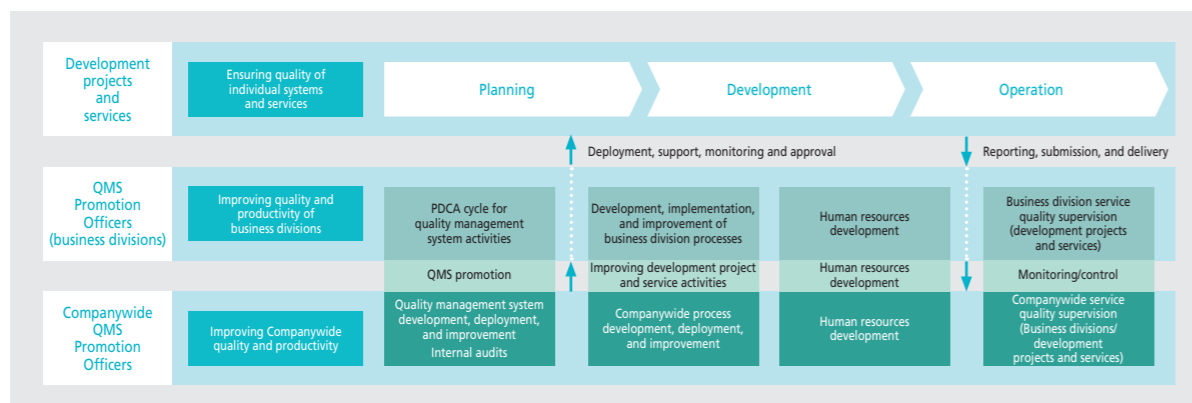 Development
projects
and
services
Ensuring quality of
individual systems
and services
Planning
Development
Operation
Deployment, support, monitoring and approval
Reporting, submission, and delivery
QMS
Promotion
Officers
(business divisions)
Improving quality and
productivity of
business divisions
PDCA cycle for
quality management
system activities
Development, implementation,
and improvement of
business division processes
Human resources
development
Business division service
quality supervision
(development projects
and services)
QMS promotion
Improving development project
and service activities
Human resources
development
Monitoring/control
Companywide
QMS
Promotion
Officers
Improving Companywide
quality and productivity
Quality management system
development, deployment,
and improvement
Internal audits
Companywide process
development, deployment,
and improvement
Human resources
development
Companywide service
quality supervision
(Business divisions/
development
projects and services)